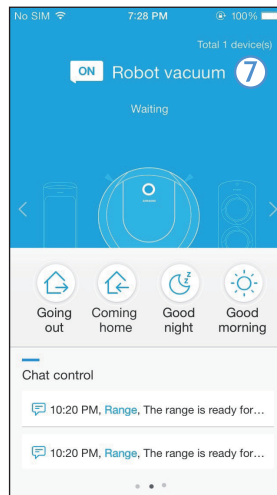 No SIM 7:28 PM 100%
Total 1 device(s)
ON Robot vacuum 7
Waiting
Going out
Coming home
Good night
Good morning
Chat control
10:20 PM, Range, The range is ready for...
10:20 PM, Range, The range is ready for...